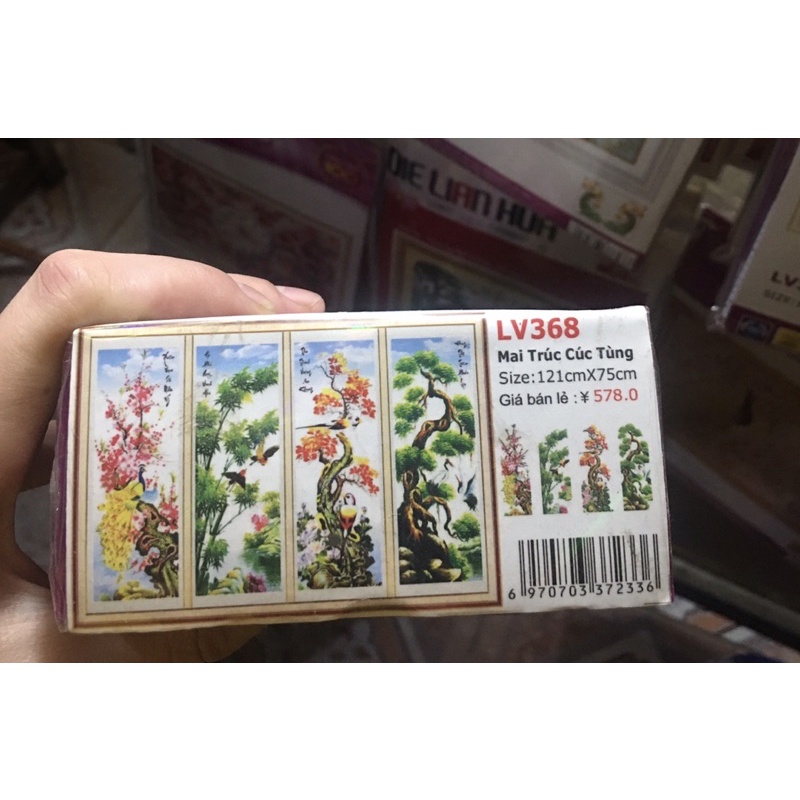 DIE LIAN HUA
LV368
Mai Trúc Cúc Tùng
Size:121cmX75cm
Giá bán lẻ : ¥ 578.0
6 970703 372336